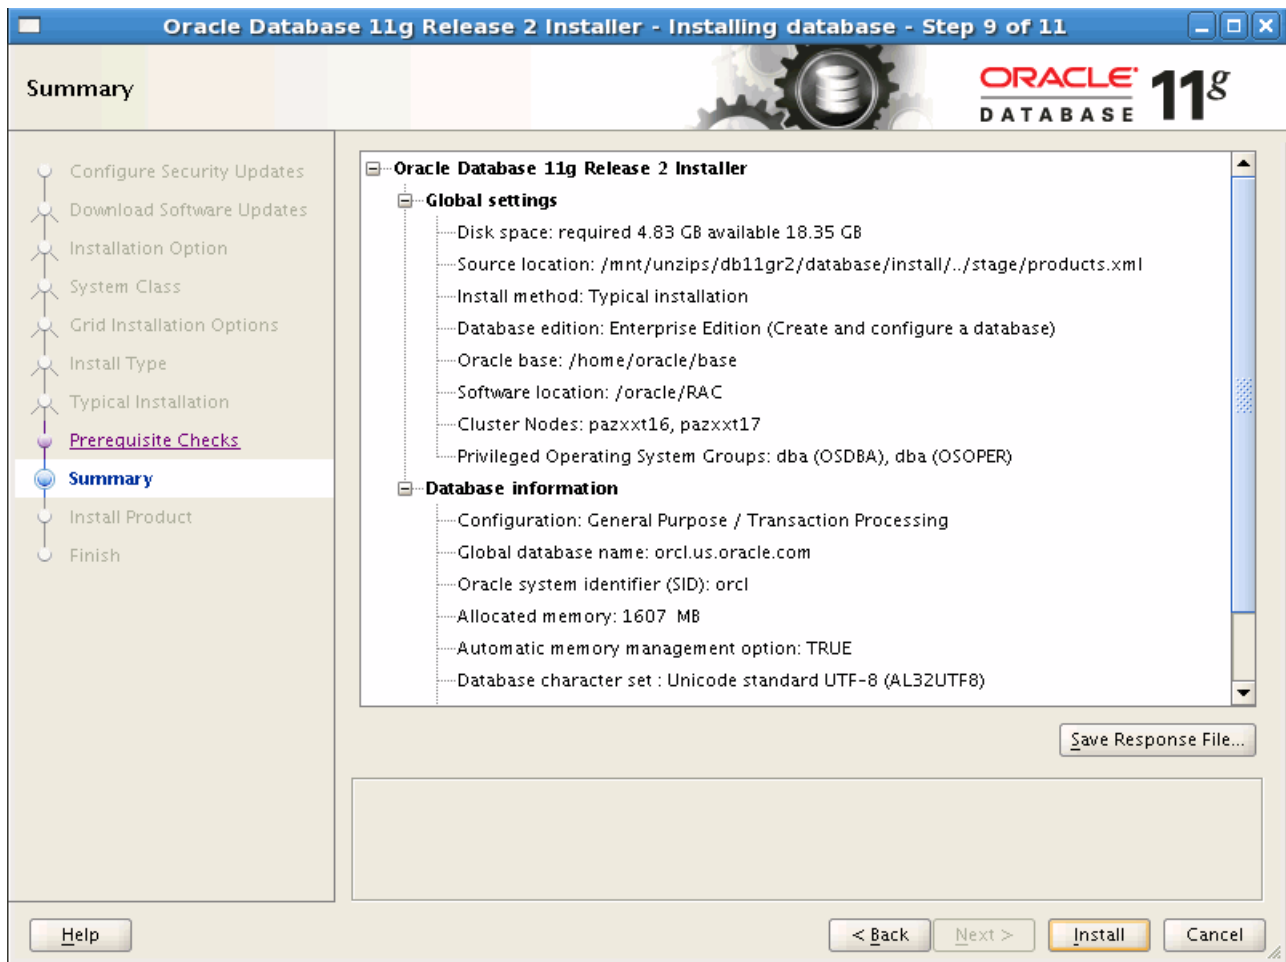 Oracle Database 11g Release 2 Installer - Installing database - Step 9 of 11
Summary
ORACLE
DATABASE
11g
Configure Security Updates
Download Software Updates
Installation Option
System Class
Grid Installation Options
Install Type
Typical Installation
Prerequisite Checks
Summary
Install Product
Finish
Oracle Database 11g Release 2 Installer
Global settings
Disk space: required 4.83 GB available 18.35 GB
Source location: /mnt/unzips/db11gr2/database/install/../stage/products.xml
Install method: Typical installation
Database edition: Enterprise Edition (Create and configure a database)
Oracle base: /home/oracle/base
Software location: /oracle/RAC
Cluster Nodes: pazxxt16, pazxxt17
Privileged Operating System Groups: dba (OSDBA), dba (OSOPER)
Database information
Configuration: General Purpose / Transaction Processing
Global database name: orcl.us.oracle.com
Oracle system identifier (SID): orcl
Allocated memory: 1607 MB
Automatic memory management option: TRUE
Database character set : Unicode standard UTF-8 (AL32UTF8)
Save Response File...
Help
< Back
Next >
Install
Cancel